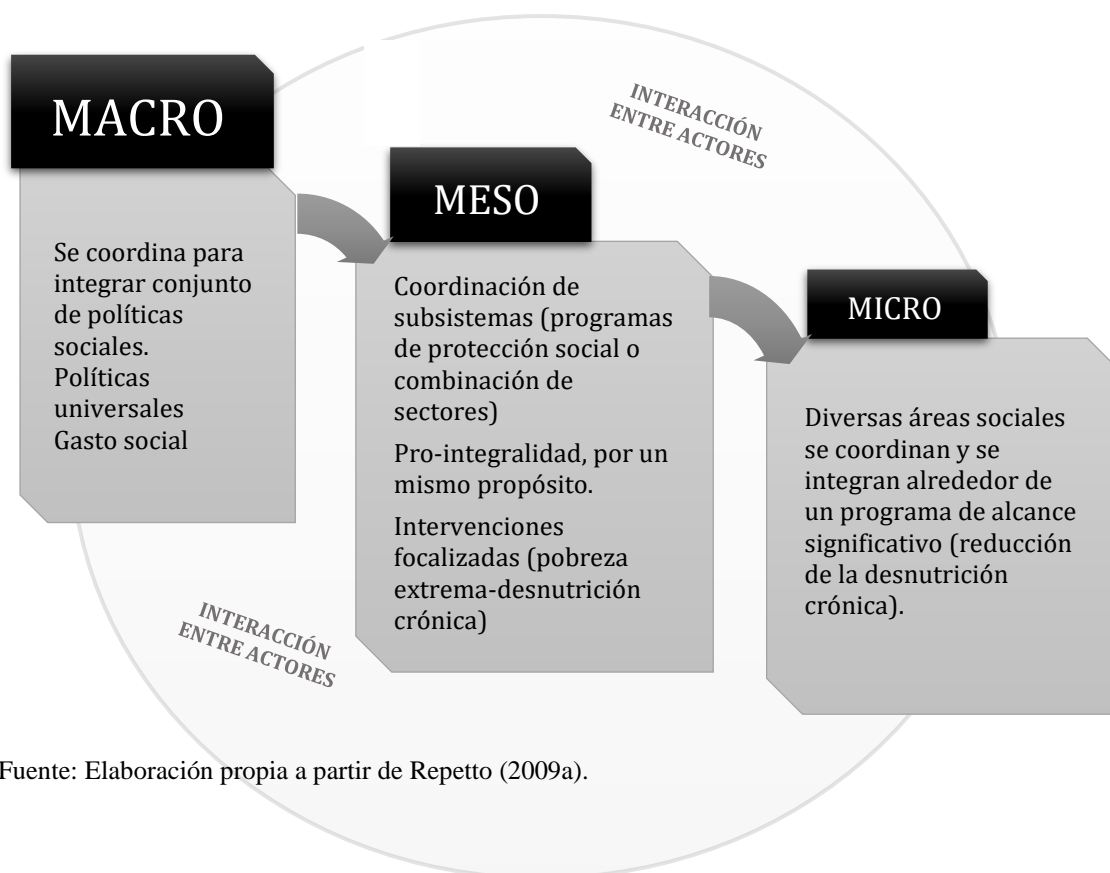 MACRO
Se coordina para
integrar conjunto
de políticas
sociales.
Políticas
universales
Gasto social
INTERACCIÓN
ENTRE ACTORES
MESO
Coordinación de
subsistemas (programas
de protección social o
combinación de
sectores)
Pro-integralidad, por un
mismo propósito.
Intervenciones
focalizadas (pobreza
extrema-desnutrición
crónica)
MICRO
Diversas áreas sociales
se coordinan y se
integran alrededor de
un programa de alcance
significativo (reducción
de la desnutrición
crónica).
INTERACCIÓN
ENTRE ACTORES
Fuente: Elaboración propia a partir de Repetto (2009a).